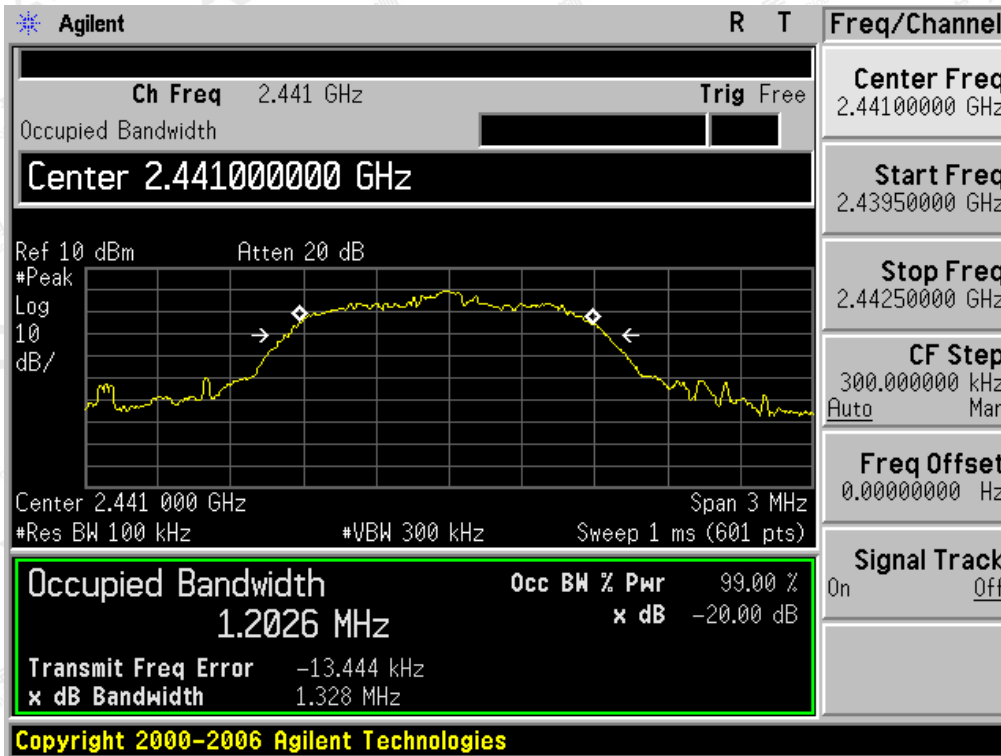 Agilent R T
Ch Freq 2.441 GHz Trig Free
Occupied Bandwidth
Center 2.441000000 GHz
Ref 10 dBm Atten 20 dB
#Peak
Log
10
dB/
Center 2.441 000 GHz Span 3 MHz
#Res BW 100 kHz #VBW 300 kHz Sweep 1 ms (601 pts)
Occupied Bandwidth
1.2026 MHz
Occ BW % Pwr 99.00 %
x dB -20.00 dB
Transmit Freq Error -13.444 kHz
x dB Bandwidth 1.328 MHz
Copyright 2000-2006 Agilent Technologies
Freq/Channel
Center Freq
2.44100000 GHz
Start Freq
2.43950000 GHz
Stop Freq
2.44250000 GHz
CF Step
300.000000 kHz
Auto Man
Freq Offset
0.00000000 Hz
Signal Track
On Off